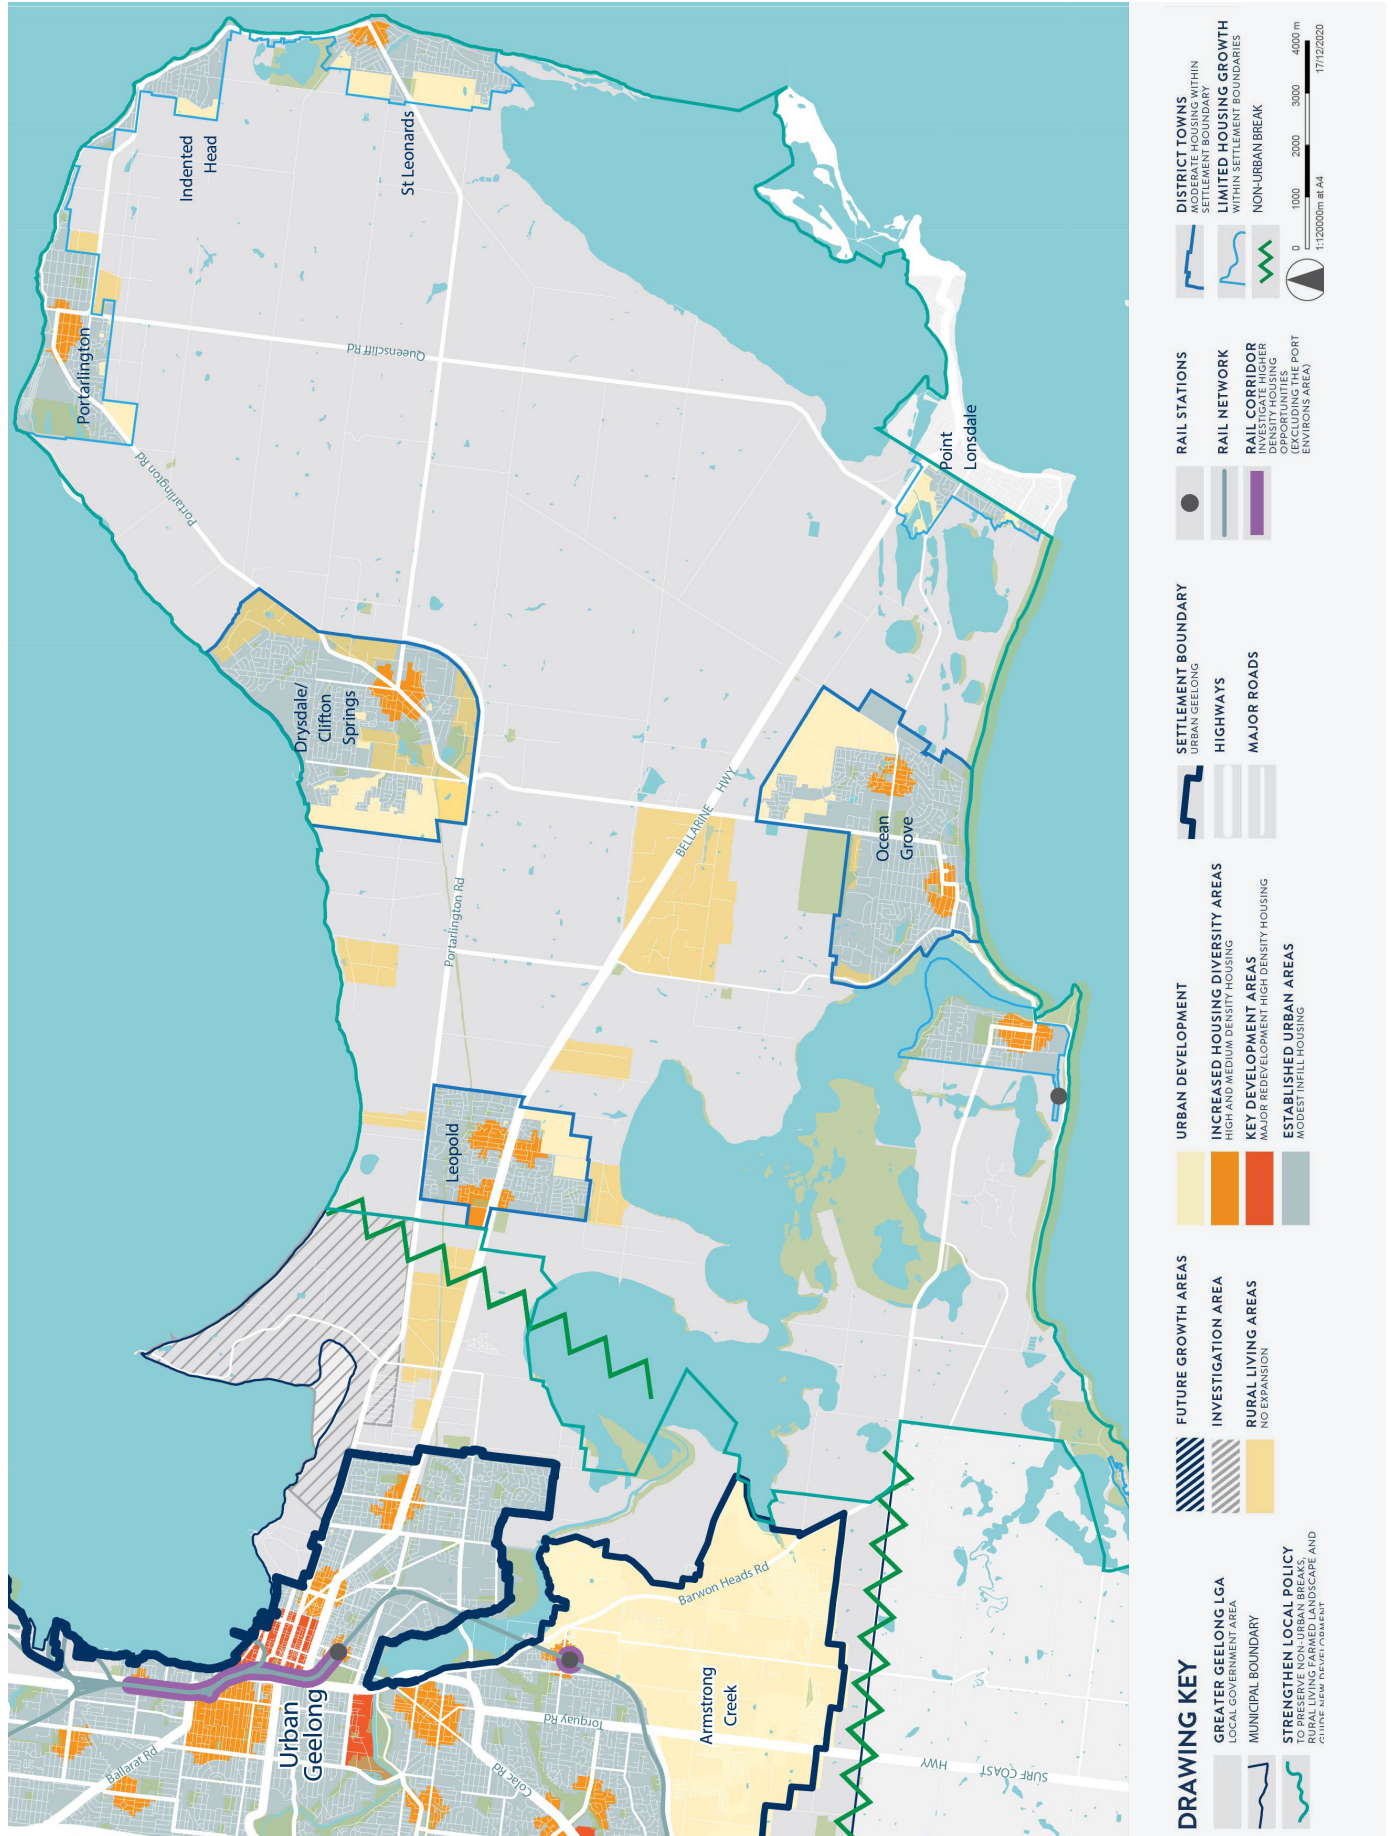 Indented
Head
St Leonards
Portarlington
Portarlington Rd
Queenscliff Rd
Point
Lonsdale
Drysdale/
Clifton
Springs
BELLARINE HWY
Ocean
Grove
Portarlington Rd
Leopold
Barwon Heads Rd
Armstrong
Creek
Urban
Geelong
Ballarat Rd
Colac Rd
Torquay Rd
SURF COAST HWY
DRAWING KEY
GREATER GEELONG LGA
LOCAL GOVERNMENT AREA
MUNICIPAL BOUNDARY
STRENGTHEN LOCAL POLICY
TO PRESERVE NON-URBAN BREAKS,
RURAL LIVING FARMED LANDSCAPE AND
GUIDE NEW DEVELOPMENT
FUTURE GROWTH AREAS
INVESTIGATION AREA
RURAL LIVING AREAS
NO EXPANSION
URBAN DEVELOPMENT
INCREASED HOUSING DIVERSITY AREAS
HIGH AND MEDIUM DENSITY HOUSING
KEY DEVELOPMENT AREAS
MAJOR REDEVELOPMENT HIGH DENSITY HOUSING
ESTABLISHED URBAN AREAS
MODEST INFILL HOUSING
SETTLEMENT BOUNDARY
URBAN GEELONG
HIGHWAYS
MAJOR ROADS
RAIL STATIONS
RAIL NETWORK
RAIL CORRIDOR
INVESTIGATE HIGHER
DENSITY HOUSING
OPPORTUNITIES
(EXCLUDING THE PORT
ENVIRONS AREA)
DISTRICT TOWNS
MODERATE HOUSING WITHIN
SETTLEMENT BOUNDARY
LIMITED HOUSING GROWTH
WITHIN SETTLEMENT BOUNDARIES
NON-URBAN BREAK
0 1000 2000 3000 4000 m
1:120000m at A4
17/12/2020